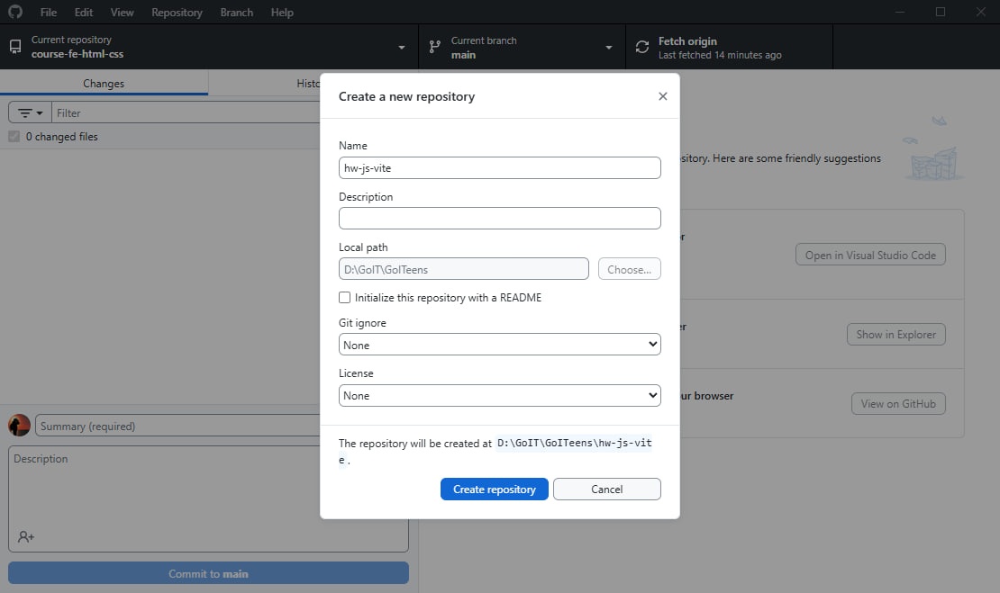 File Edit View Repository Branch Help
Current repository
course-fe-html-css
Current branch
main
Fetch origin
Last fetched 14 minutes ago
Changes
Histo
Filter
0 changed files
Create a new repository
Name
hw-js-vite
Description
Local path
D:\GoIT\GoITeens
Choose...
Initialize this repository with a README
Git ignore
None
License
None
The repository will be created at D:\GoIT\GoITeens\hw-js-vit
e.
Create repository
Cancel
sitory. Here are some friendly suggestions
or
Open in Visual Studio Code
er
Show in Explorer
ur browser
View on GitHub
Summary (required)
Description
Commit to main